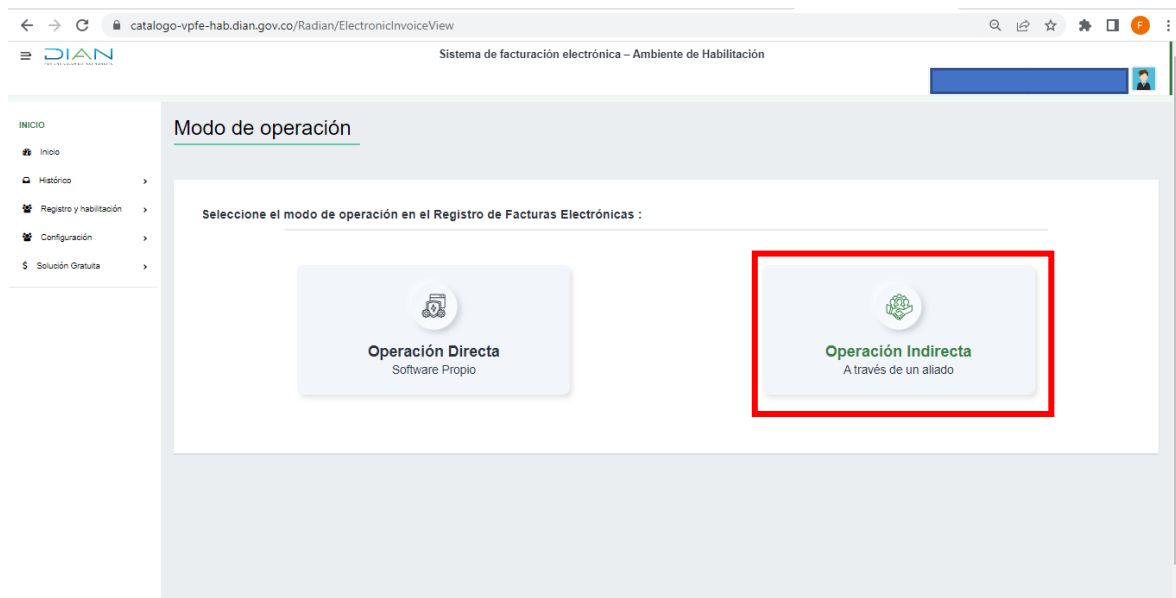 catalogo-vpfe-hab.dian.gov.co/Radian/ElectronicInvoiceView
F
DIAN
Sistema de facturación electrónica – Ambiente de Habilitación
INICIO
Inicio
Histórico
Registro y habilitación
Configuración
$ Solución Gratuita
Modo de operación
Seleccione el modo de operación en el Registro de Facturas Electrónicas :
Operación Directa
Software Propio
Operación Indirecta
A través de un aliado